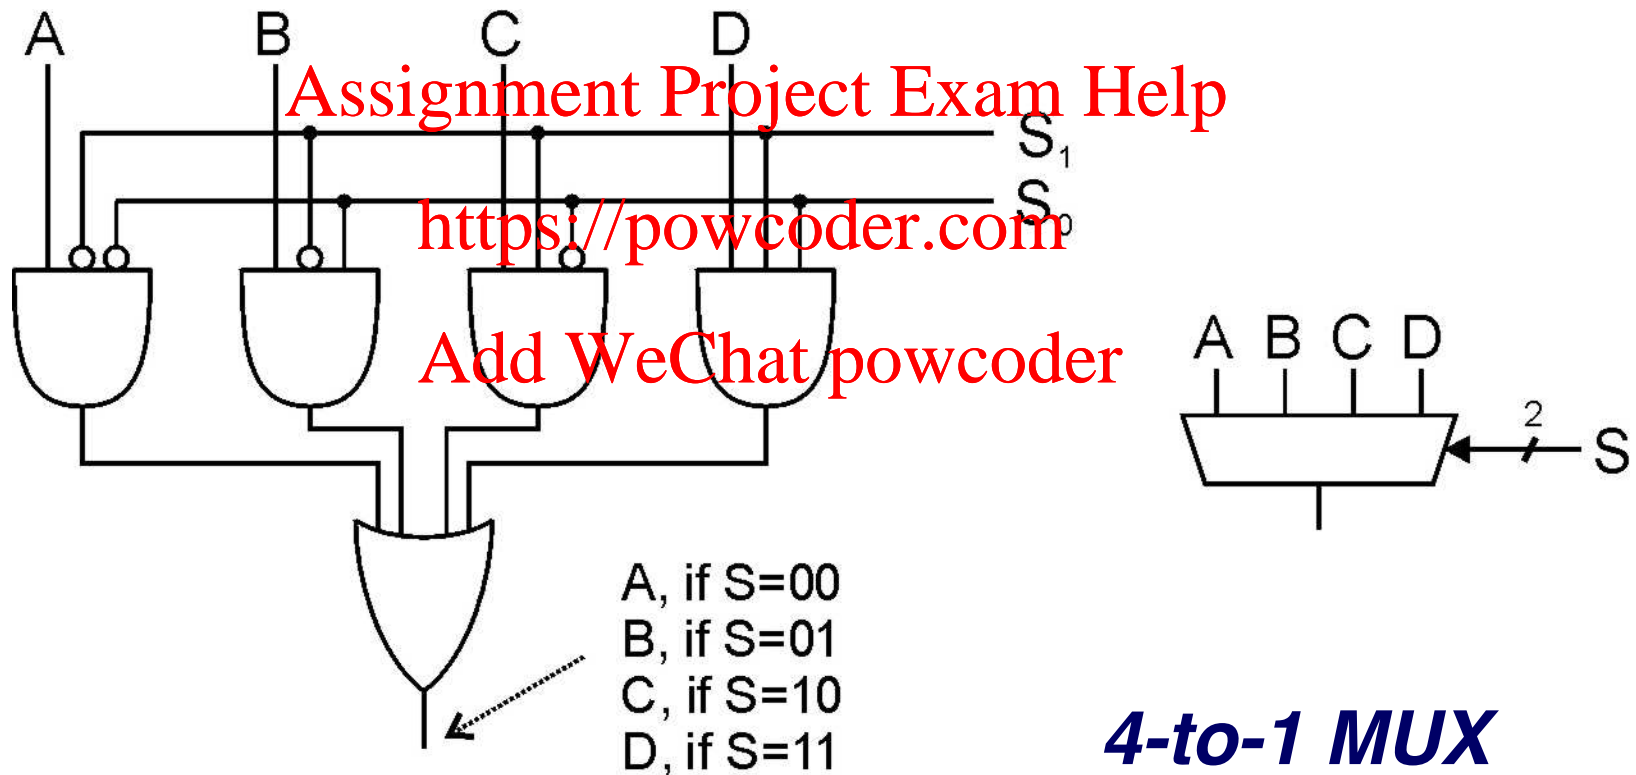 A B C D
Assignment Project Exam Help
S1
https://powcoder.com
S0
Add WeChat powcoder
A B C D
2
S
A, if S=00
B, if S=01
C, if S=10
D, if S=11
4-to-1 MUX